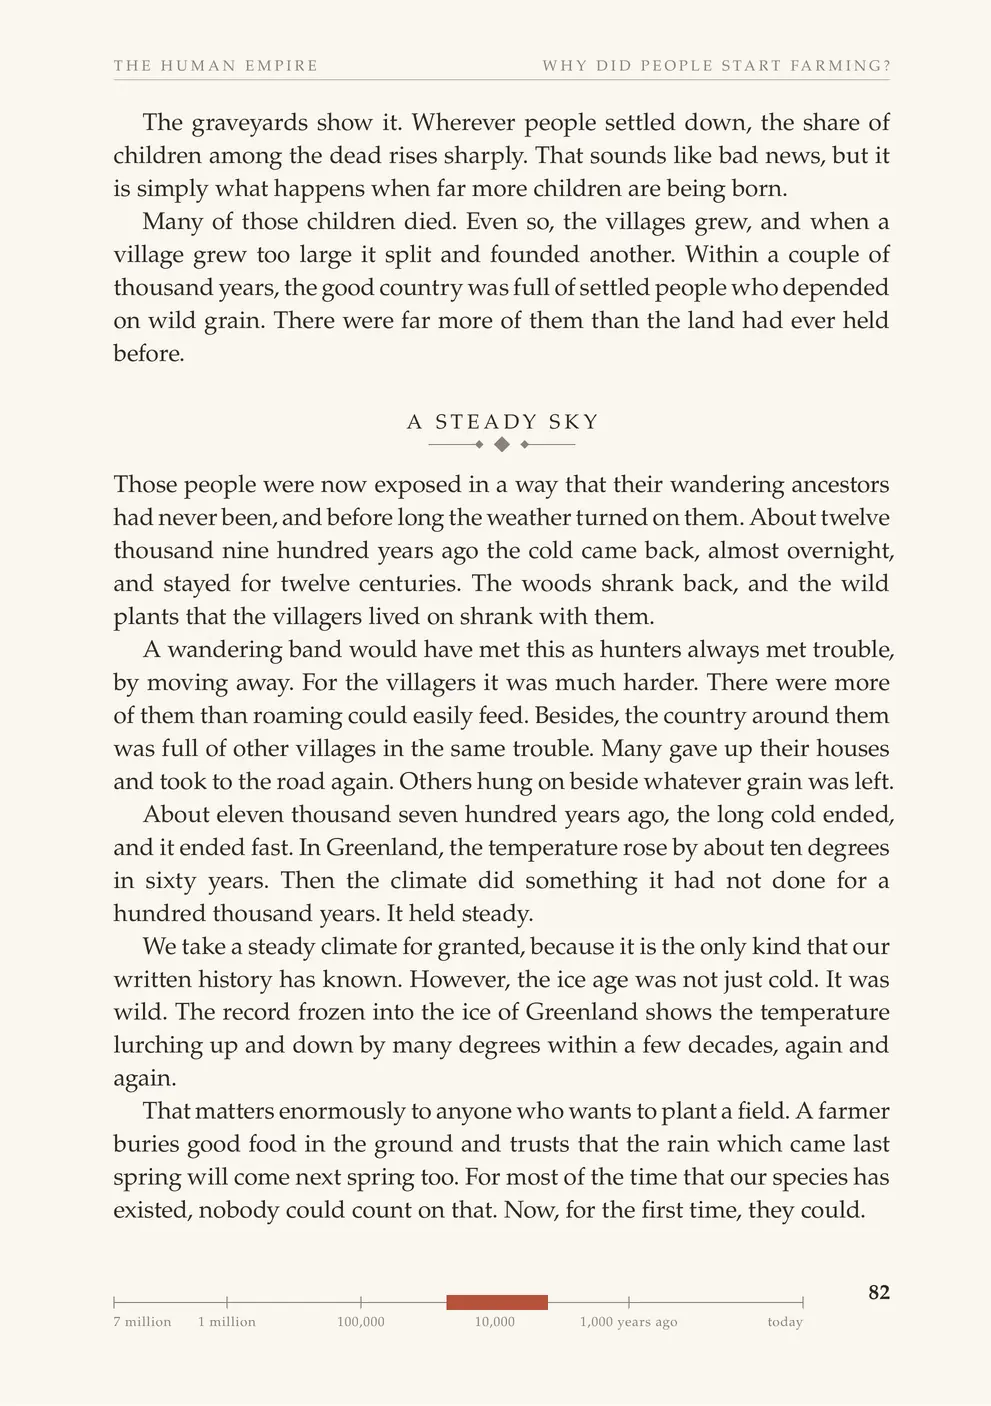 THE HUMAN EMPIRE
WHY DID PEOPLE START FARMING?
The graveyards show it. Wherever people settled down, the share of
children among the dead rises sharply. That sounds like bad news, but it
is simply what happens when far more children are being born.
Many of those children died. Even so, the villages grew, and when a
village grew too large it split and founded another. Within a couple of
thousand years, the good country was full of settled people who depended
on wild grain. There were far more of them than the land had ever held
before.
A STEADY SKY
Those people were now exposed in a way that their wandering ancestors
had never been, and before long the weather turned on them. About twelve
thousand nine hundred years ago the cold came back, almost overnight,
and stayed for twelve centuries. The woods shrank back, and the wild
plants that the villagers lived on shrank with them.
A wandering band would have met this as hunters always met trouble,
by moving away. For the villagers it was much harder. There were more
of them than roaming could easily feed. Besides, the country around them
was full of other villages in the same trouble. Many gave up their houses
and took to the road again. Others hung on beside whatever grain was left.
About eleven thousand seven hundred years ago, the long cold ended,
and it ended fast. In Greenland, the temperature rose by about ten degrees
in sixty years. Then the climate did something it had not done for a
hundred thousand years. It held steady.
We take a steady climate for granted, because it is the only kind that our
written history has known. However, the ice age was not just cold. It was
wild. The record frozen into the ice of Greenland shows the temperature
lurching up and down by many degrees within a few decades, again and
again.
That matters enormously to anyone who wants to plant a field. A farmer
buries good food in the ground and trusts that the rain which came last
spring will come next spring too. For most of the time that our species has
existed, nobody could count on that. Now, for the first time, they could.
82
7 million
1 million
100,000
10,000
1,000 years ago
today